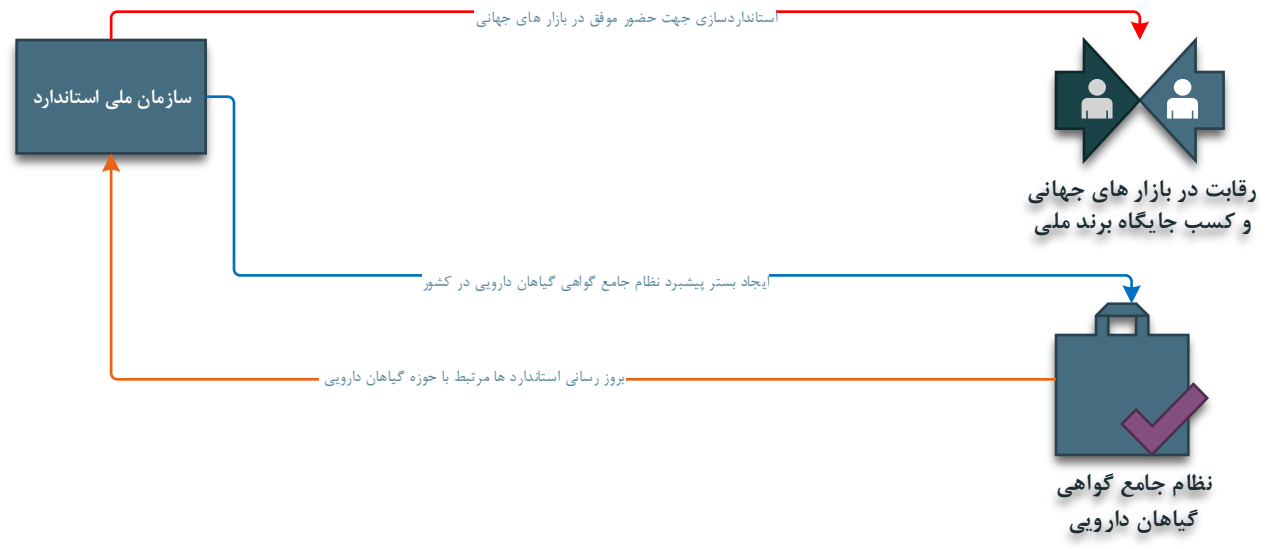 استانداردسازی جهت حضور موفق در بازار های جهانی
سازمان ملی استاندارد
رقابت در بازار های جهانی
و کسب جایگاه برند ملی
ایجاد بستر پیشبرد نظام جامع گواهی گیاهان دارویی در کشور
بروز رسانی استاندارد ها مرتبط با حوزه گیاهان دارویی
نظام جامع گواهی
گیاهان دارویی